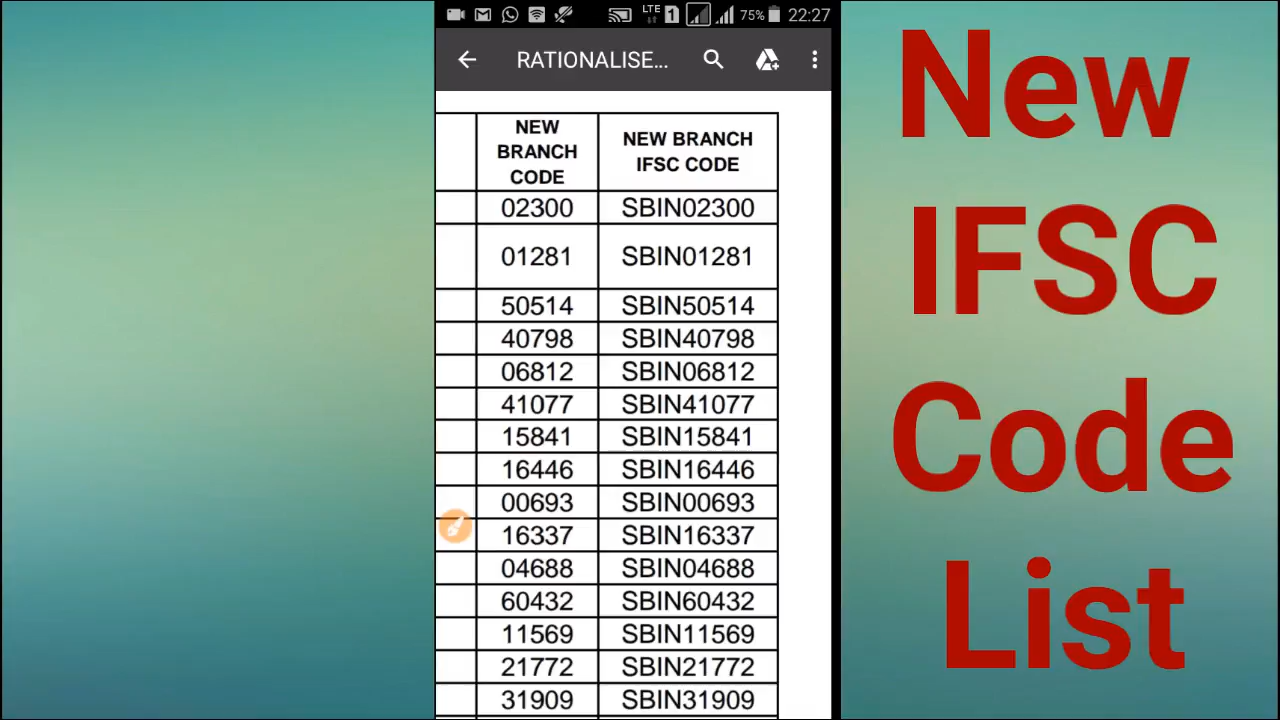 LTE 1 75% 22:27
RATIONALISE...
NEW BRANCH CODE NEW BRANCH IFSC CODE
02300 SBIN02300
01281 SBIN01281
50514 SBIN50514
40798 SBIN40798
06812 SBIN06812
41077 SBIN41077
15841 SBIN15841
16446 SBIN16446
00693 SBIN00693
16337 SBIN16337
04688 SBIN04688
60432 SBIN60432
11569 SBIN11569
21772 SBIN21772
31909 SBIN31909
New
IFSC
Code
List